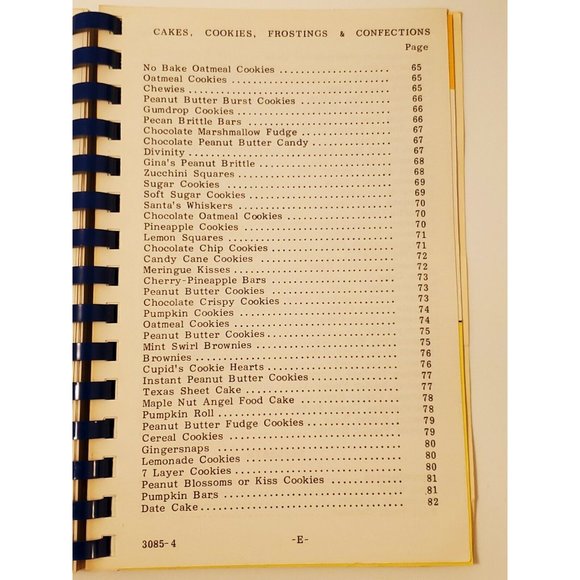 CAKES, COOKIES, FROSTINGS & CONFECTIONS
Page
No Bake Oatmeal Cookies .................... 65
Oatmeal Cookies .................... 65
Chewies .................... 65
Peanut Butter Burst Cookies .................... 66
Gumdrop Cookies .................... 66
Pecan Brittle Bars .................... 66
Chocolate Marshmallow Fudge .................... 67
Chocolate Peanut Butter Candy .................... 67
Divinity .................... 67
Gina's Peanut Brittle .................... 68
Zucchini Squares .................... 68
Sugar Cookies .................... 69
Soft Sugar Cookies .................... 69
Santa's Whiskers .................... 70
Chocolate Oatmeal Cookies .................... 70
Pineapple Cookies .................... 70
Lemon Squares .................... 71
Chocolate Chip Cookies .................... 71
Candy Cane Cookies .................... 72
Meringue Kisses .................... 72
Cherry-Pineapple Bars .................... 73
Peanut Butter Cookies .................... 73
Chocolate Crispy Cookies .................... 73
Pumpkin Cookies .................... 74
Oatmeal Cookies .................... 74
Peanut Butter Cookies .................... 75
Mint Swirl Brownies .................... 75
Brownies .................... 76
Cupid's Cookie Hearts .................... 76
Instant Peanut Butter Cookies .................... 77
Texas Sheet Cake .................... 77
Maple Nut Angel Food Cake .................... 78
Pumpkin Roll .................... 78
Peanut Butter Fudge Cookies .................... 79
Cereal Cookies .................... 79
Gingersnaps .................... 80
Lemonade Cookies .................... 80
7 Layer Cookies .................... 80
Peanut Blossoms or Kiss Cookies .................... 81
Pumpkin Bars .................... 81
Date Cake .................... 82
3085-4 -E-